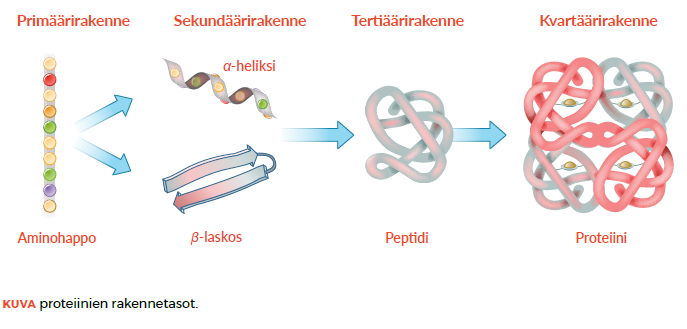 Primäärirakenne
Sekundäärirakenne
Tertiäärirakenne
Kvartäärirakenne
α-heliksi
Aminohappo
β-laskos
Peptidi
Proteiini
KUVA proteiinien rakennetasot.